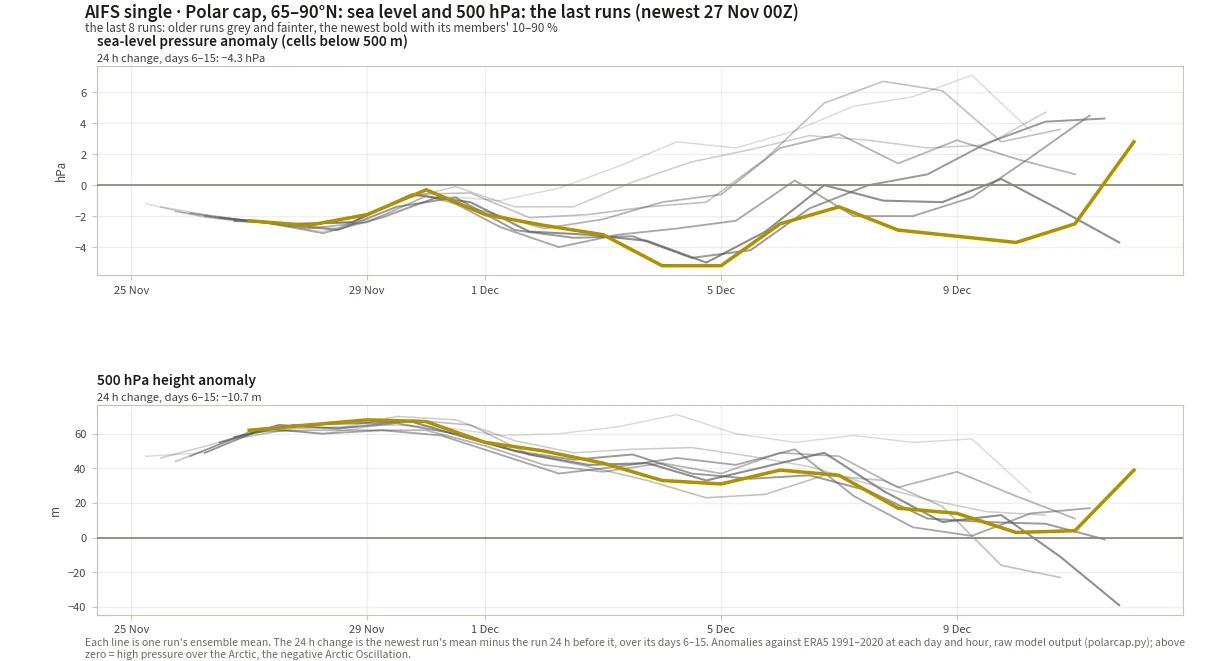 AIFS single · Polar cap, 65–90°N: sea level and 500 hPa: the last runs (newest 27 Nov 00Z)
the last 8 runs: older runs grey and fainter, the newest bold with its members' 10–90 %
sea-level pressure anomaly (cells below 500 m)
24 h change, days 6–15: −4.3 hPa
6
4
2
0
−2
−4
hPa
25 Nov
29 Nov
1 Dec
5 Dec
9 Dec
500 hPa height anomaly
24 h change, days 6–15: −10.7 m
60
40
20
0
−20
−40
m
25 Nov
29 Nov
1 Dec
5 Dec
9 Dec
Each line is one run's ensemble mean. The 24 h change is the newest run's mean minus the run 24 h before it, over its days 6–15. Anomalies against ERA5 1991–2020 at each day and hour, raw model output (polarcap.py); above
zero = high pressure over the Arctic, the negative Arctic Oscillation.